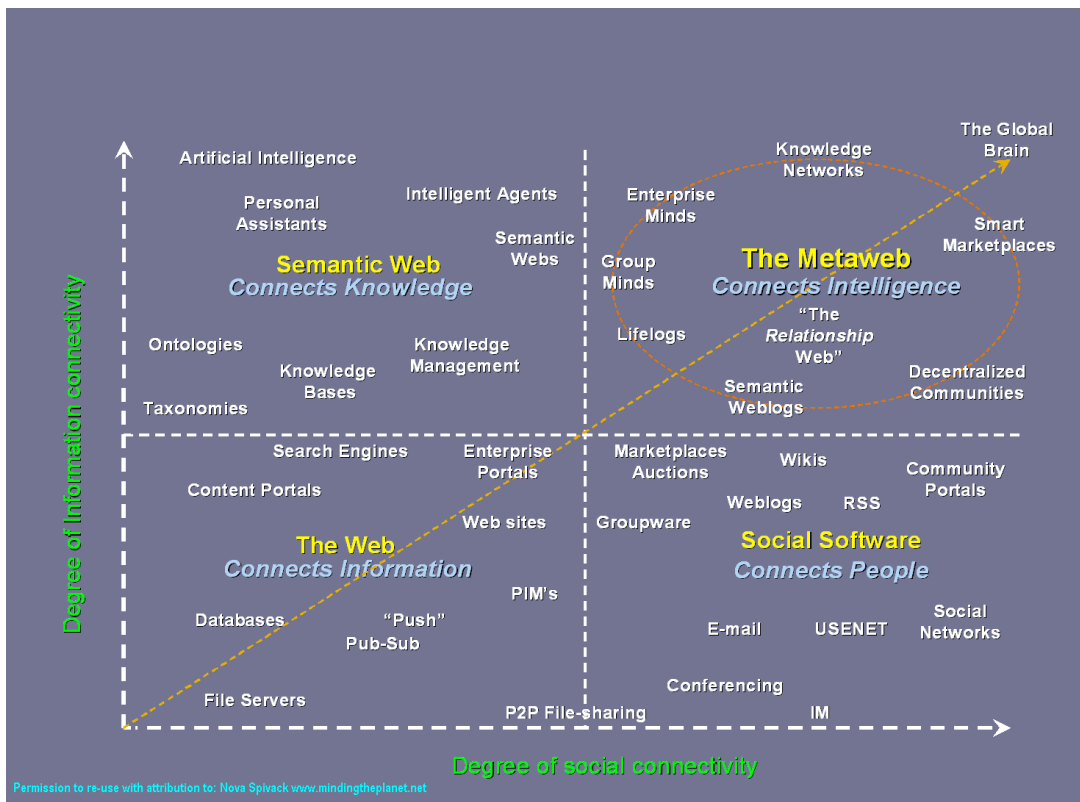 The Global
Brain
Knowledge
Networks
Artificial Intelligence
Intelligent Agents
Personal
Assistants
Enterprise
Minds
Smart
Marketplaces
Semantic
Webs
Semantic Web
Connects Knowledge
Group
Minds
The Metaweb
Connects Intelligence
“The
Relationship
Web”
Lifelogs
Ontologies
Knowledge
Management
Knowledge
Bases
Taxonomies
Semantic
Weblogs
Decentralized
Communities
Degree of Information connectivity
Search Engines
Enterprise
Portals
Content Portals
Web sites
The Web
Connects Information
PIM's
Databases
“Push”
Pub-Sub
File Servers
P2P File-sharing
Marketplaces
Auctions
Wikis
Community
Portals
Weblogs
RSS
Groupware
Social Software
Connects People
E-mail
USENET
Social
Networks
Conferencing
IM
Degree of social connectivity
Permission to re-use with attribution to: Nova Spivack www.mindingtheplanet.net